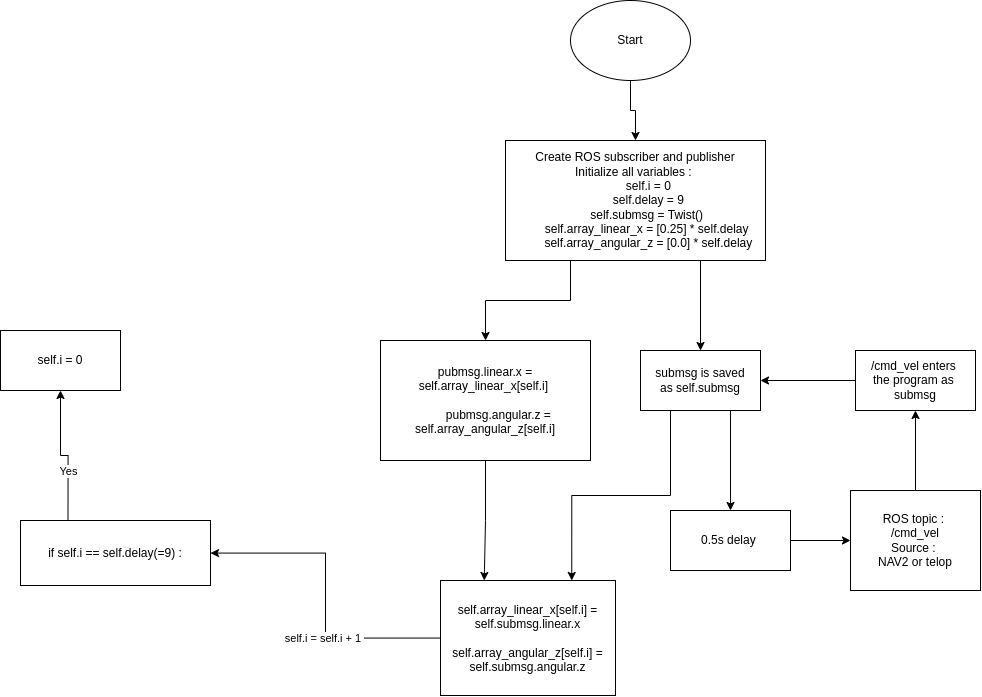 Start
Create ROS subscriber and publisher
Initialize all variables :
self.i = 0
self.delay = 9
self.submsg = Twist()
self.array_linear_x = [0.25] * self.delay
self.array_angular_z = [0.0] * self.delay
self.i = 0
pubmsg.linear.x =
self.array_linear_x[self.i]
pubmsg.angular.z =
self.array_angular_z[self.i]
submsg is saved
as self.submsg
/cmd_vel enters
the program as
submsg
Yes
if self.i == self.delay(=9) :
0.5s delay
ROS topic :
/cmd_vel
Source :
NAV2 or telop
self.i = self.i + 1
self.array_linear_x[self.i] =
self.submsg.linear.x
self.array_angular_z[self.i] =
self.submsg.angular.z